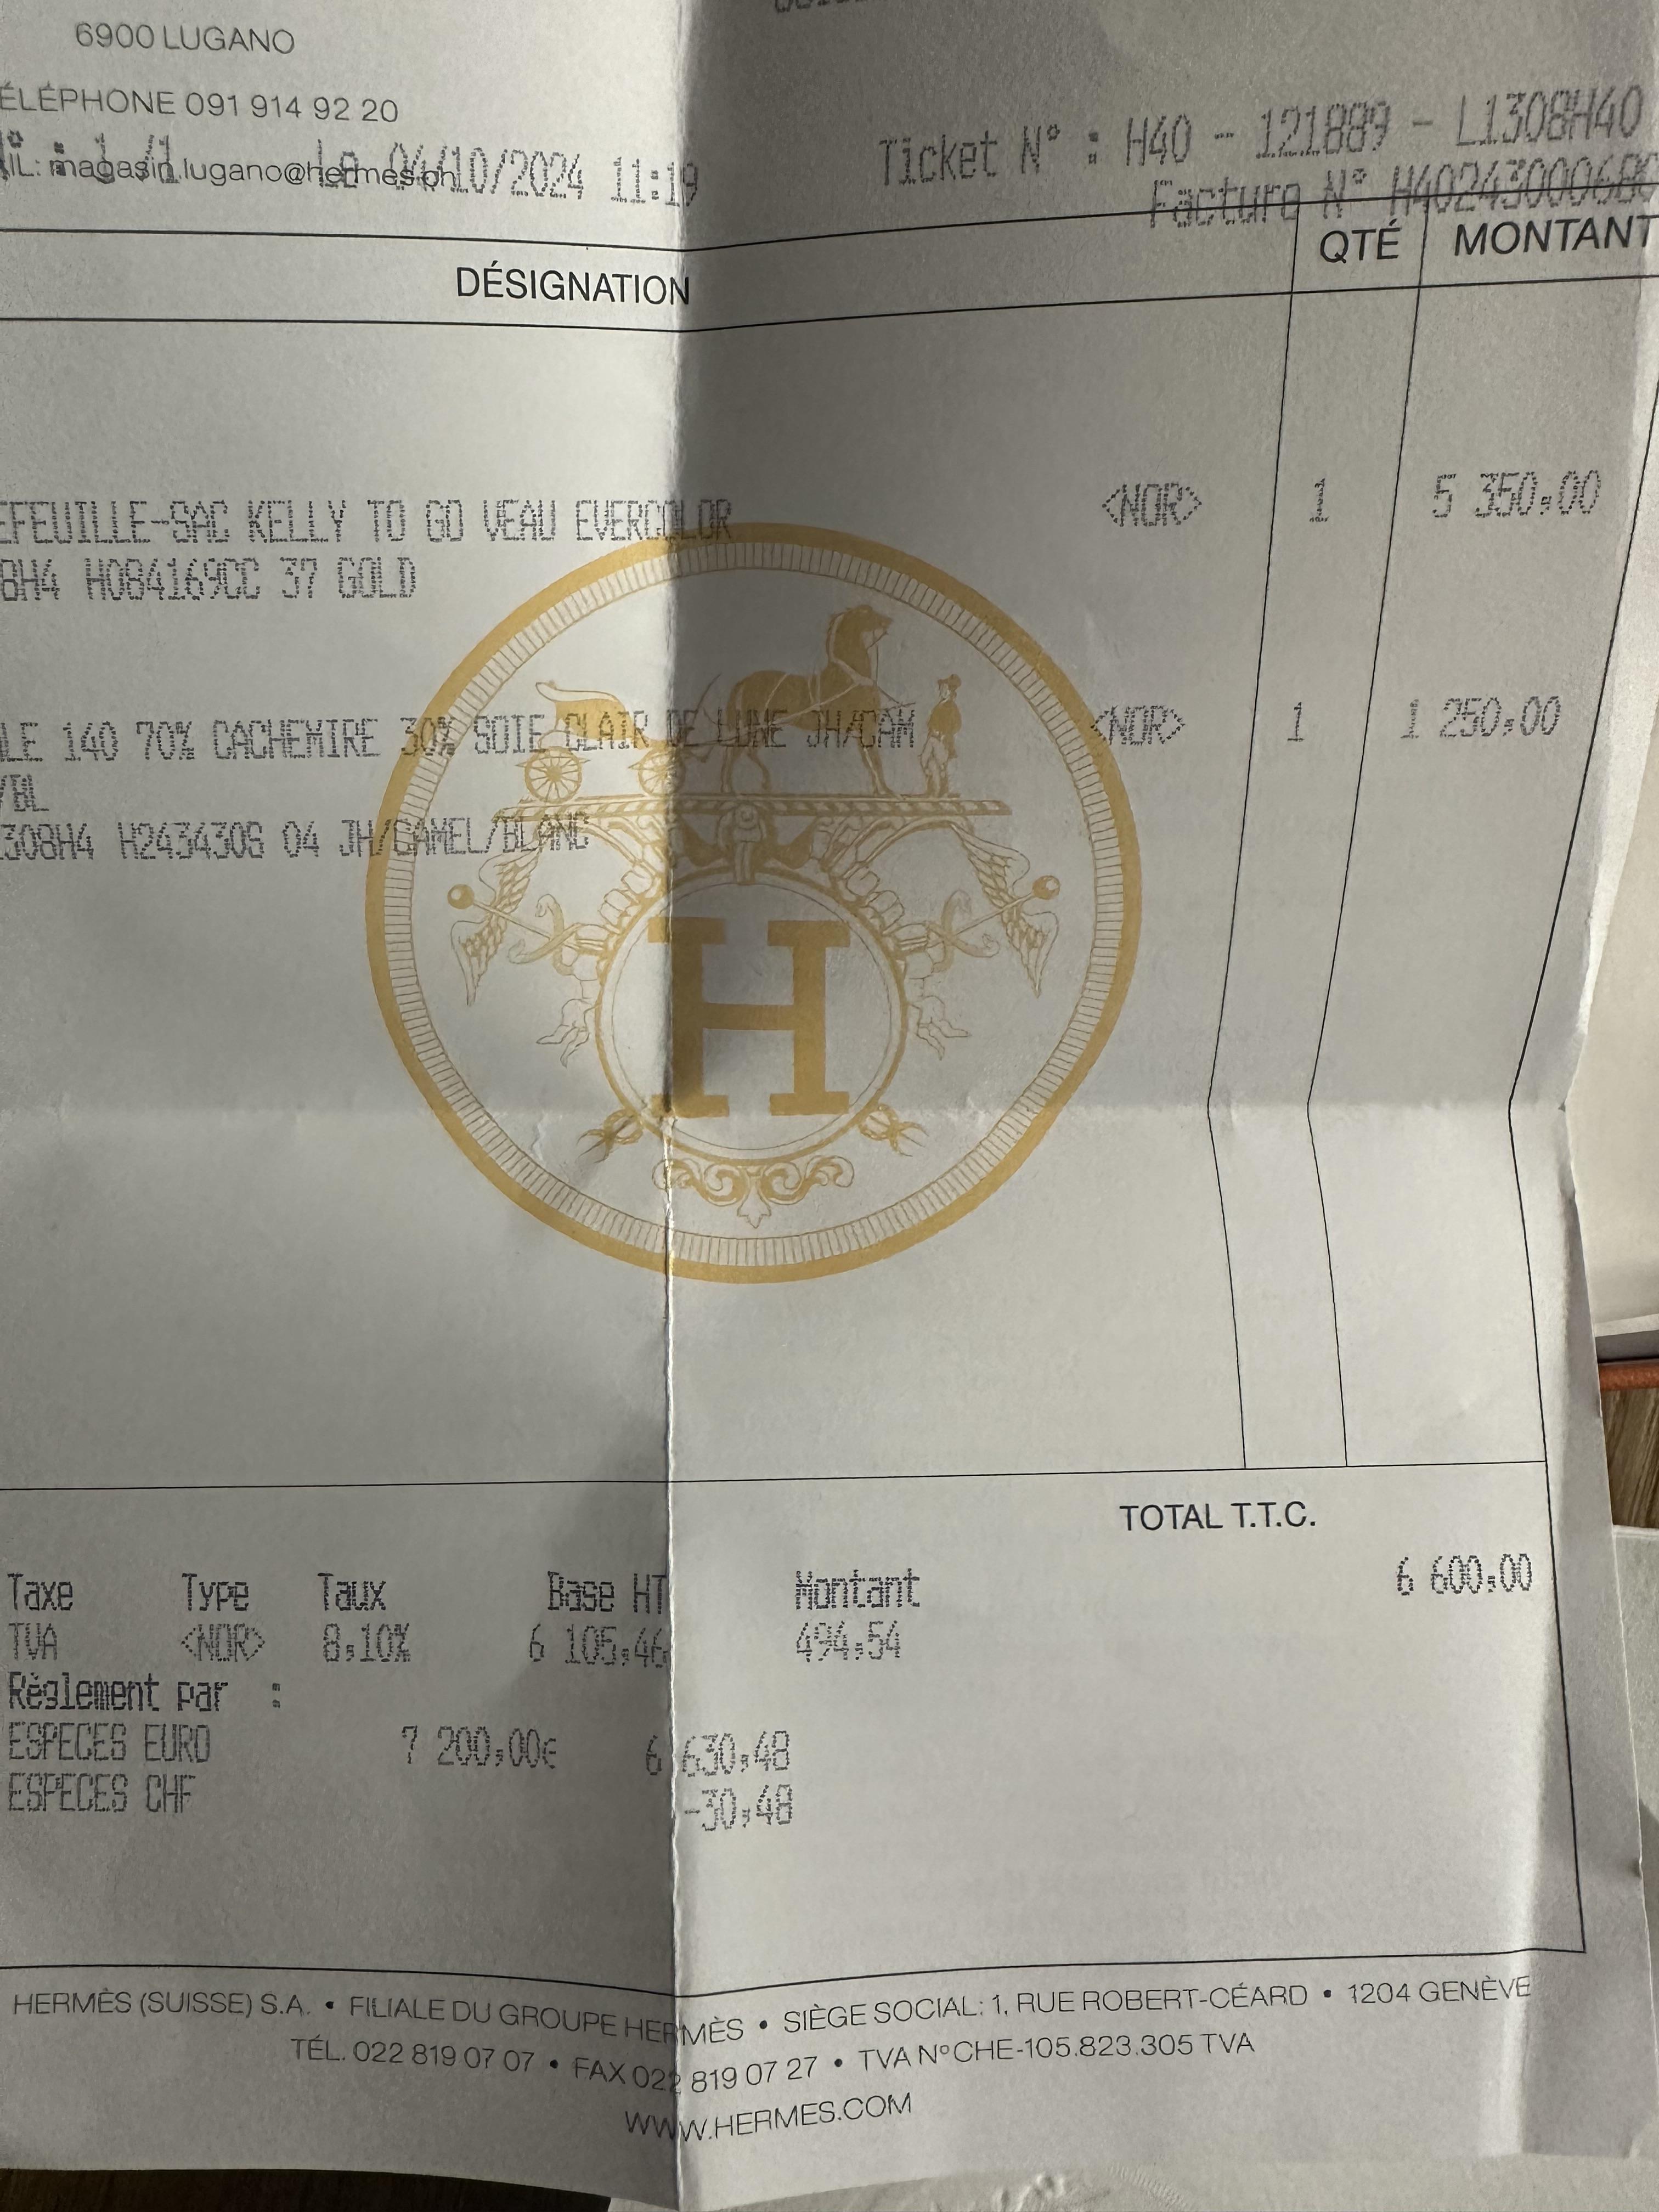 6900 LUGANO
ÉLÉPHONE 091 914 92 20
IL: magasin.lugano@hermes.ch
N° : 1 /1 Le 04/10/2024 11:19
Ticket N° : H40 - 121889 - L1308H40
Facture N°
DÉSIGNATION QTÉ MONTANT
EFEUILLE-SAC KELLY TO GO VEAU EVERCOLOR <NOR> 1 5 350,00
8H4 H084169CC 37 GOLD
LE 140 70% CACHEMIRE 30% SOIE CLAIR DE LUNE JH/CAM <NOR> 1 1 250,00
/BL
308H4 H243430S 04 JH/CAMEL/BLANC
H
TOTAL T.T.C.
6 600,00
Taxe Type Taux Base HT Montant
TVA <NOR> 8,10% 6 105,46 494,54
Règlement par :
ESPECES EURO 7 200,00€ 6 630,48
ESPECES CHF -30,48
HERMÈS (SUISSE) S.A. • FILIALE DU GROUPE HERMÈS • SIÈGE SOCIAL: 1, RUE ROBERT-CÉARD • 1204 GENÈVE
TÉL. 022 819 07 07 • FAX 022 819 07 27 • TVA N° CHE-105.823.305 TVA
WWW.HERMES.COM